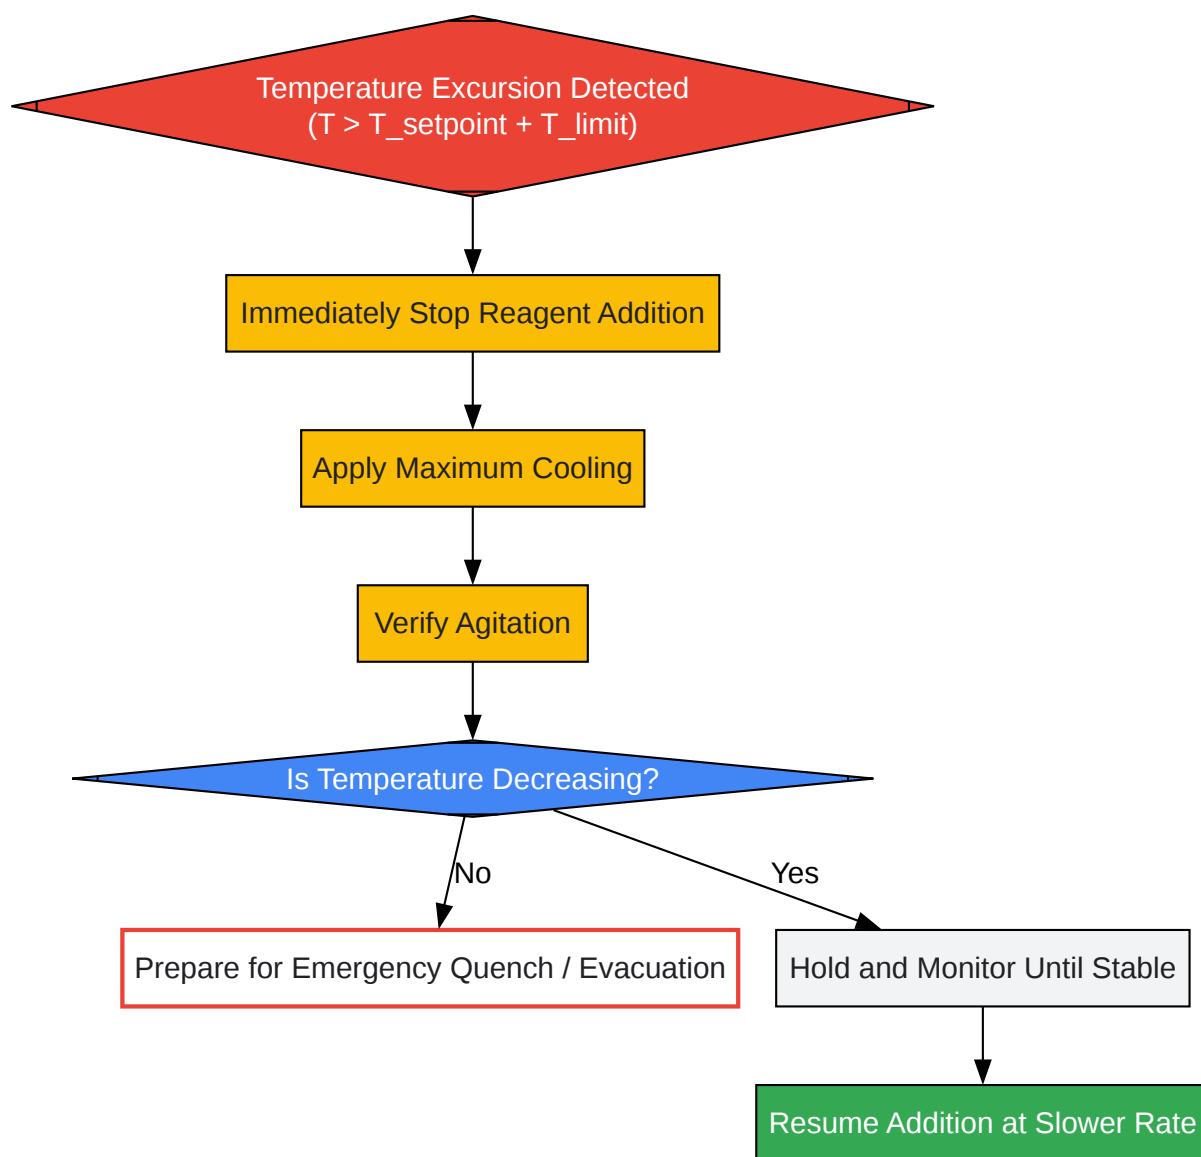 Temperature Excursion Detected
(T > T_setpoint + T_limit)
Immediately Stop Reagent Addition
Apply Maximum Cooling
Verify Agitation
Is Temperature Decreasing?
No
Yes
Prepare for Emergency Quench / Evacuation
Hold and Monitor Until Stable
Resume Addition at Slower Rate